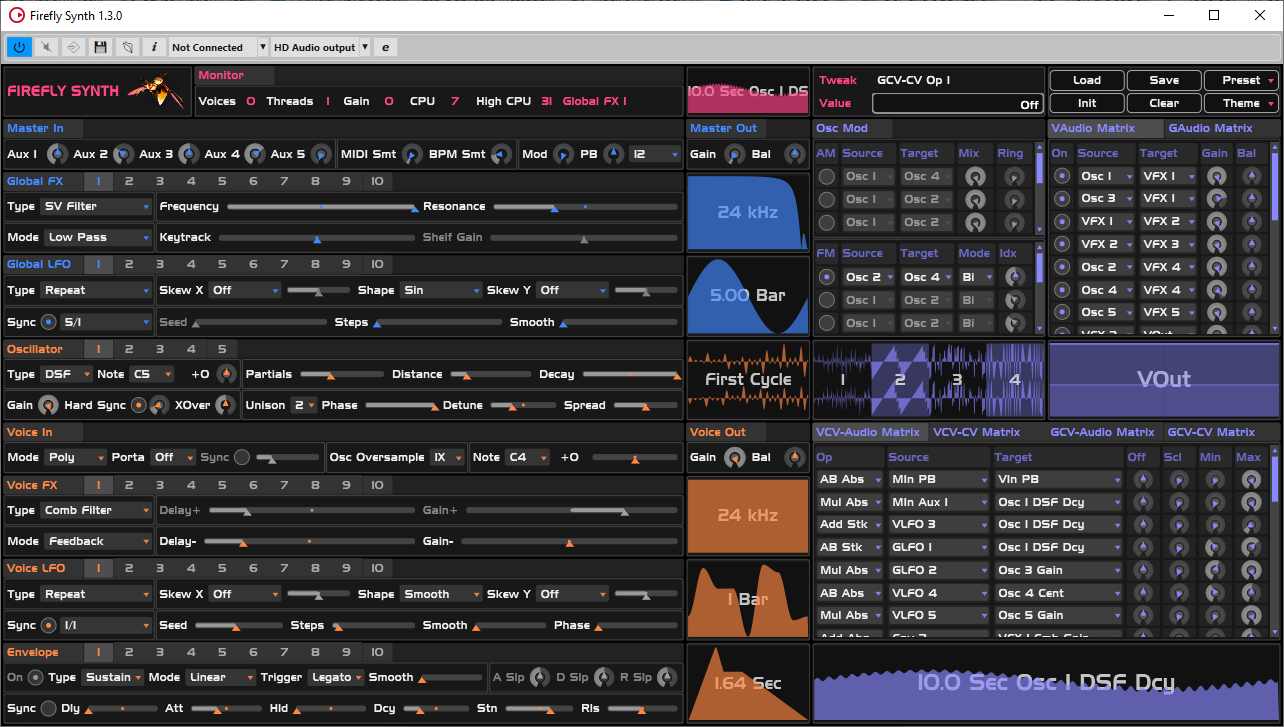 Firefly Synth 1.3.0
i Not Connected HD Audio output e
FIREFLY SYNTH
Monitor
Voices 0 Threads 1 Gain 0 CPU 7 High CPU 31 Global FX 1
10.0 Sec Osc 1 DS
Tweak GCV-CV Op 1
Value Off
Load Save Preset
Init Clear Theme
Master In
Aux 1 Aux 2 Aux 3 Aux 4 Aux 5 MIDI Smt BPM Smt Mod PB 12
Master Out
Gain Bal
Global FX 1 2 3 4 5 6 7 8 9 10
Type SV Filter Frequency Resonance
Mode Low Pass Keytrack Shelf Gain
24 kHz
Global LFO 1 2 3 4 5 6 7 8 9 10
Type Repeat Skew X Off Shape Sin Skew Y Off
Sync 5/1 Seed Steps Smooth
5.00 Bar
Osc Mod
AM Source Target Mix Ring
Osc 1 Osc 4
Osc 1 Osc 2
Osc 1 Osc 2
FM Source Target Mode Idx
Osc 2 Osc 4 Bi
Osc 1 Osc 2 Bi
Osc 1 Osc 2 Bi
VAudio Matrix GAudio Matrix
On Source Target Gain Bal
Osc 1 VFX 1
Osc 3 VFX 1
VFX 1 VFX 2
VFX 2 VFX 3
Osc 2 VFX 4
Osc 4 VFX 4
Osc 5 VFX 5
VFX 3 VOut
Oscillator 1 2 3 4 5
Type DSF Note C5 +0 Partials Distance Decay
Gain Hard Sync XOver Unison 2 Phase Detune Spread
First Cycle
1 2 3 4
VOut
Voice In
Mode Poly Porta Off Sync Osc Oversample 1X Note C4 +0
Voice Out
Gain Bal
Voice FX 1 2 3 4 5 6 7 8 9 10
Type Comb Filter Delay+ Gain+
Mode Feedback Delay- Gain-
24 kHz
Voice LFO 1 2 3 4 5 6 7 8 9 10
Type Repeat Skew X Off Shape Smooth Skew Y Off
Sync 1/1 Seed Steps Smooth Phase
1 Bar
Envelope 1 2 3 4 5 6 7 8 9 10
On Type Sustain Mode Linear Trigger Legato Smooth A Slp D Slp R Slp
Sync Dly Att Hld Dcy Stn Rls
1.64 Sec
VCV-Audio Matrix VCV-CV Matrix GCV-Audio Matrix GCV-CV Matrix
Op Source Target Off Scl Min Max
AB Abs MIn PB VIn PB
Mul Abs MIn Aux 1 Osc 1 DSF Dcy
Add Stk VLFO 3 Osc 1 DSF Dcy
AB Stk GLFO 1 Osc 1 DSF Dcy
Mul Abs GLFO 2 Osc 3 Gain
AB Abs VLFO 4 Osc 4 Cent
Mul Abs VLFO 5 Osc 5 Gain
10.0 Sec Osc 1 DSF Dcy